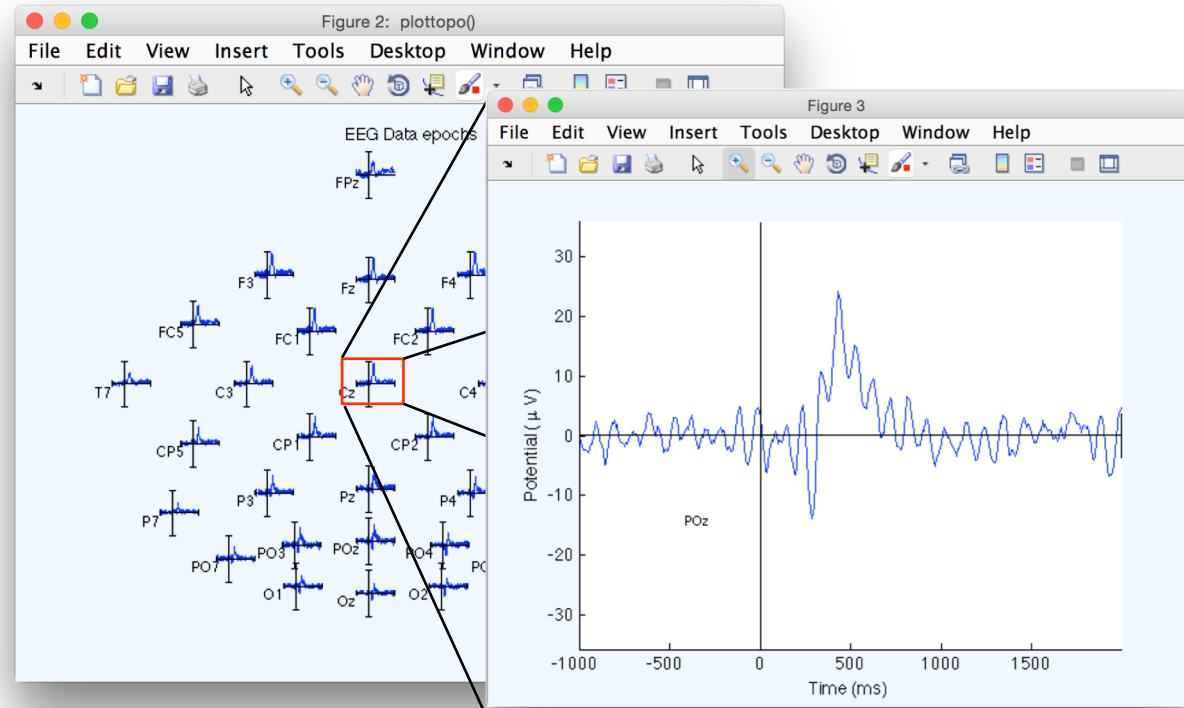 Figure 2: plottopo()
File Edit View Insert Tools Desktop Window Help
EEG Data epochs
FPz
F3 Fz F4
FC5 FC1 FC2
T7 C3 Cz C4
CP5 CP1 CP2
P7 P3 Pz P4
PO7 PO3 POz PO4
O1 Oz O2
Figure 3
File Edit View Insert Tools Desktop Window Help
Potential( μ V)
30
20
10
0
-10
-20
-30
POz
-1000 -500 0 500 1000 1500
Time (ms)